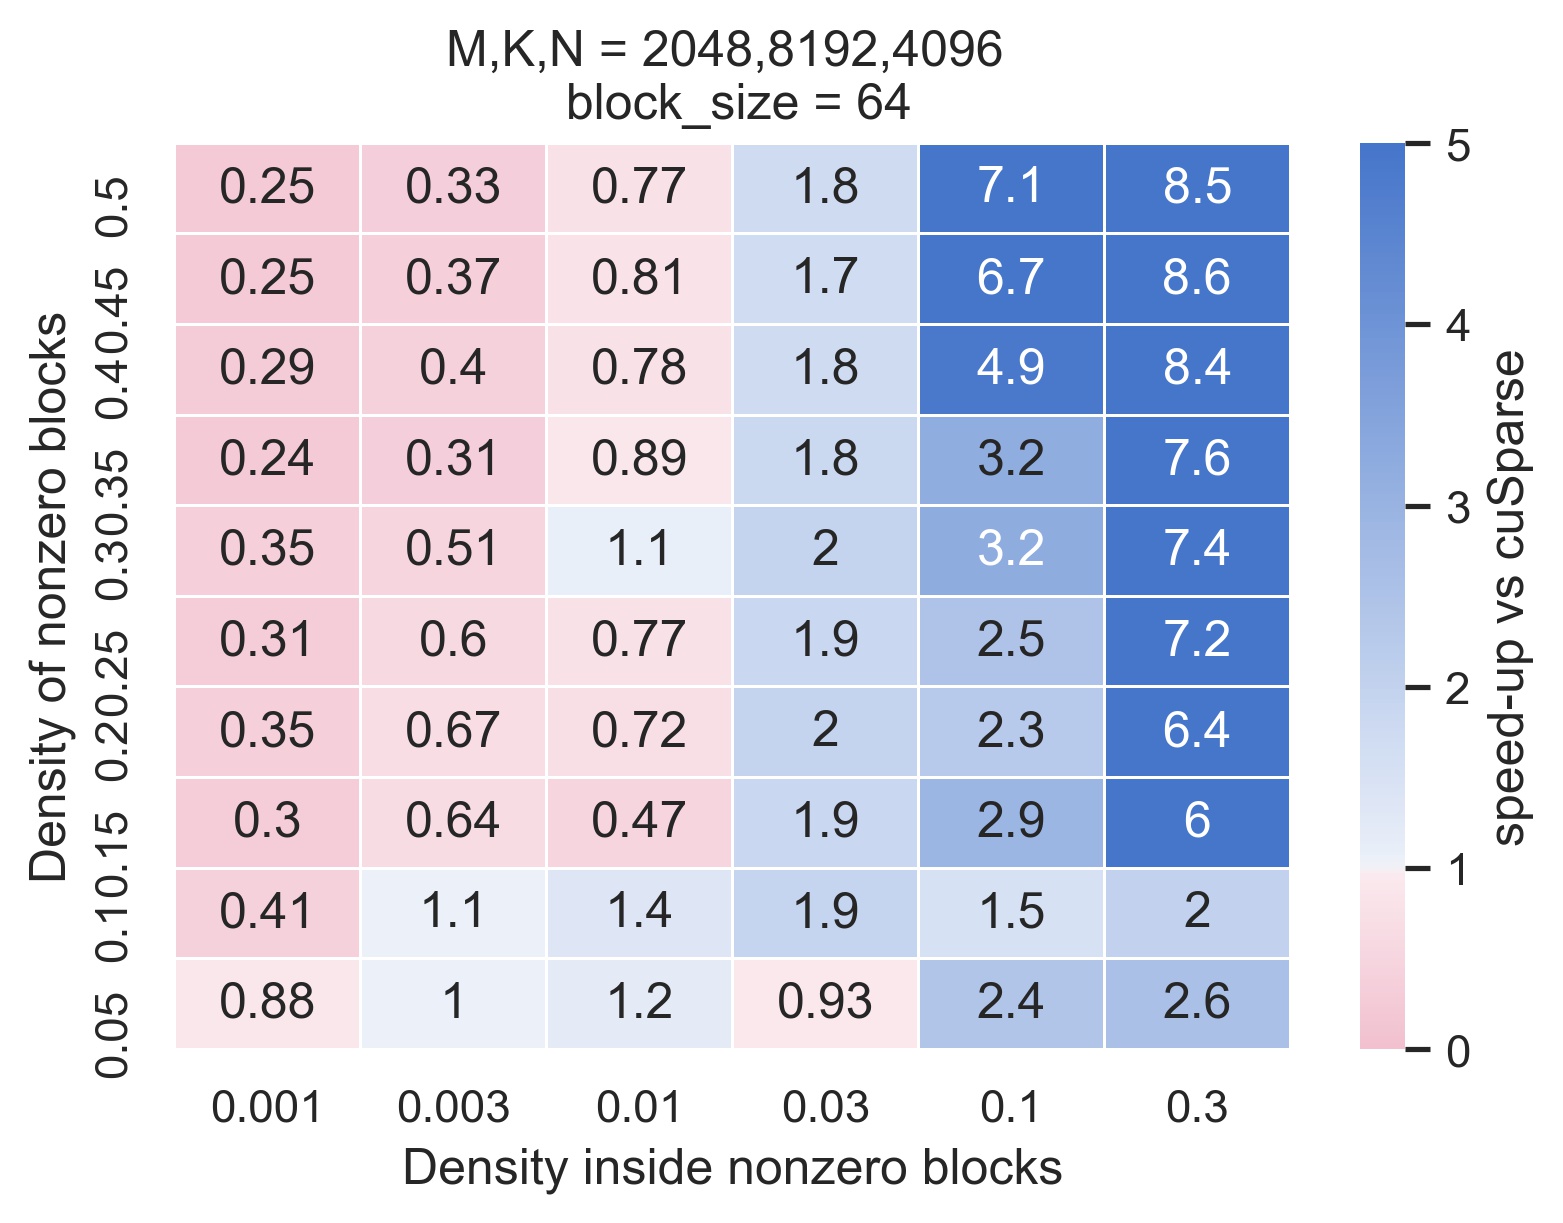 M,K,N = 2048,8192,4096
block_size = 64
Density of nonzero blocks
0.5 0.25 0.33 0.77 1.8 7.1 8.5
0.45 0.25 0.37 0.81 1.7 6.7 8.6
0.4 0.29 0.4 0.78 1.8 4.9 8.4
0.35 0.24 0.31 0.89 1.8 3.2 7.6
0.3 0.35 0.51 1.1 2 3.2 7.4
0.25 0.31 0.6 0.77 1.9 2.5 7.2
0.2 0.35 0.67 0.72 2 2.3 6.4
0.15 0.3 0.64 0.47 1.9 2.9 6
0.1 0.41 1.1 1.4 1.9 1.5 2
0.05 0.88 1 1.2 0.93 2.4 2.6
0.001 0.003 0.01 0.03 0.1 0.3
Density inside nonzero blocks
5
4
3
2
1
0
speed-up vs cuSparse